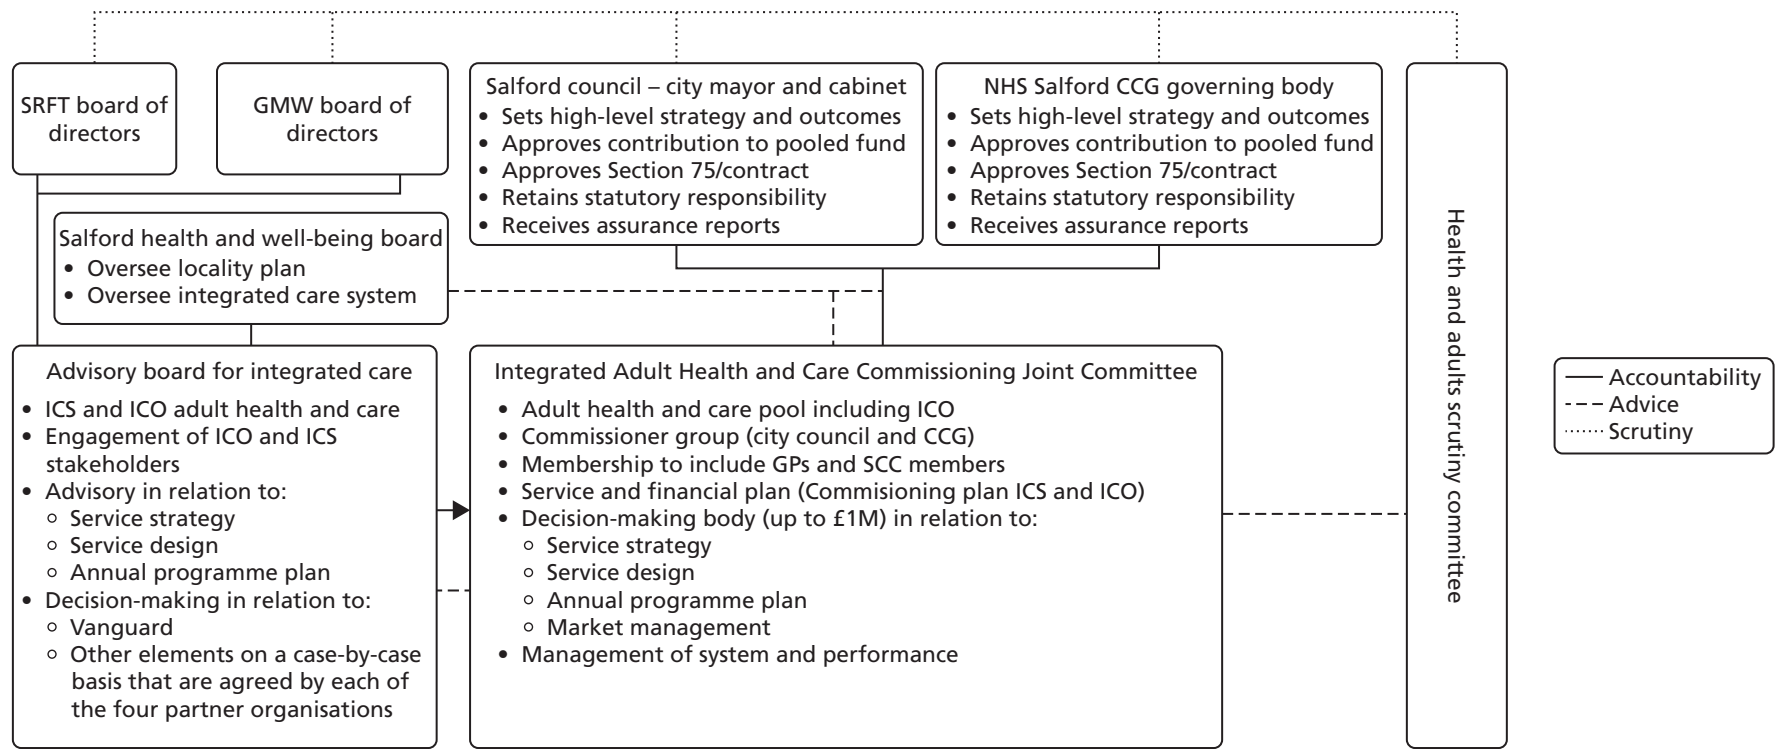 SRFT board of
directors
GMW board of
directors
Salford council – city mayor and cabinet
• Sets high-level strategy and outcomes
• Approves contribution to pooled fund
• Approves Section 75/contract
• Retains statutory responsibility
• Receives assurance reports
NHS Salford CCG governing body
• Sets high-level strategy and outcomes
• Approves contribution to pooled fund
• Approves Section 75/contract
• Retains statutory responsibility
• Receives assurance reports
Salford health and well-being board
• Oversee locality plan
• Oversee integrated care system
Advisory board for integrated care
• ICS and ICO adult health and care
• Engagement of ICO and ICS
stakeholders
• Advisory in relation to:
○ Service strategy
○ Service design
○ Annual programme plan
• Decision-making in relation to:
○ Vanguard
○ Other elements on a case-by-case
basis that are agreed by each of
the four partner organisations
Integrated Adult Health and Care Commissioning Joint Committee
• Adult health and care pool including ICO
• Commissioner group (city council and CCG)
• Membership to include GPs and SCC members
• Service and financial plan (Commisioning plan ICS and ICO)
• Decision-making body (up to £1M) in relation to:
○ Service strategy
○ Service design
○ Annual programme plan
○ Market management
• Management of system and performance
Health and adults scrutiny committee
Accountability
Advice
Scrutiny